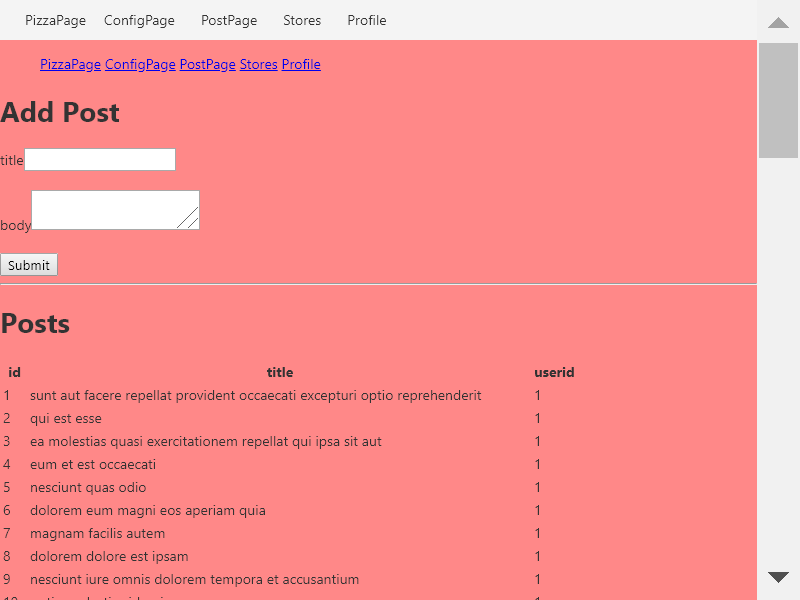 PizzaPage ConfigPage PostPage Stores Profile
PizzaPage ConfigPage PostPage Stores Profile
Add Post
title
body
Submit
Posts
id title userid
1 sunt aut facere repellat provident occaecati excepturi optio reprehenderit 1
2 qui est esse 1
3 ea molestias quasi exercitationem repellat qui ipsa sit aut 1
4 eum et est occaecati 1
5 nesciunt quas odio 1
6 dolorem eum magni eos aperiam quia 1
7 magnam facilis autem 1
8 dolorem dolore est ipsam 1
9 nesciunt iure omnis dolorem tempora et accusantium 1